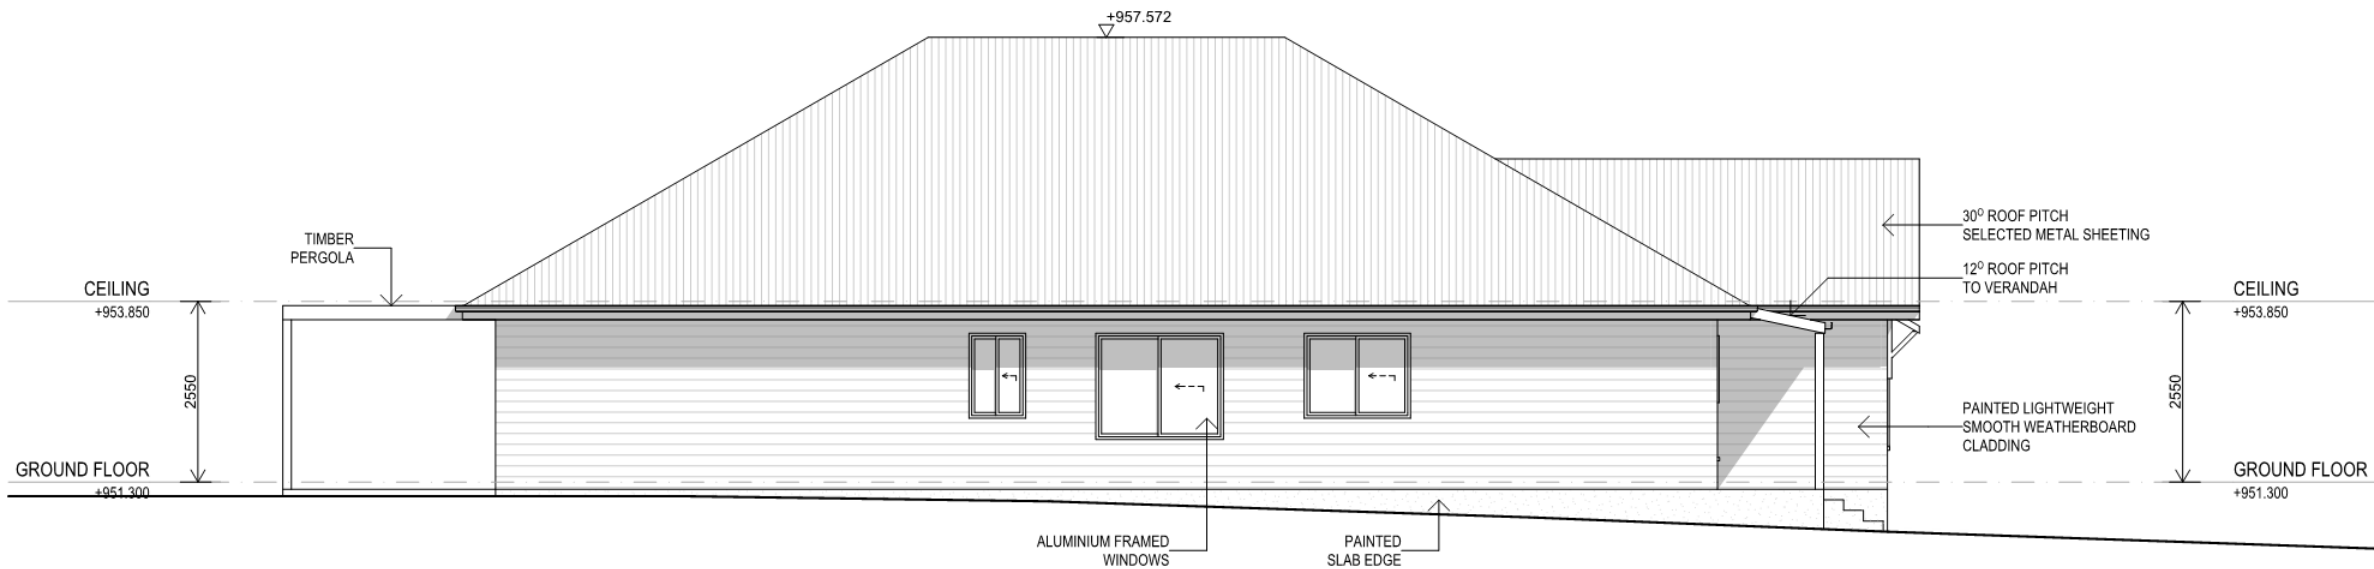 +957.572
TIMBER
PERGOLA
30⁰ ROOF PITCH
SELECTED METAL SHEETING
12⁰ ROOF PITCH
TO VERANDAH
CEILING
+953.850
CEILING
+953.850
2550
2550
PAINTED LIGHTWEIGHT
SMOOTH WEATHERBOARD
CLADDING
GROUND FLOOR
+951.300
GROUND FLOOR
+951.300
ALUMINIUM FRAMED
WINDOWS
PAINTED
SLAB EDGE